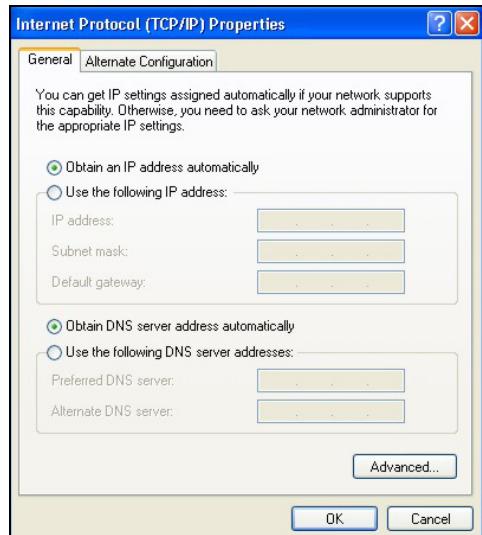 Internet Protocol (TCP/IP) Properties
General
Alternate Configuration
You can get IP settings assigned automatically if your network supports
this capability. Otherwise, you need to ask your network administrator for
the appropriate IP settings.
Obtain an IP address automatically
Use the following IP address:
IP address:
Subnet mask:
Default gateway:
Obtain DNS server address automatically
Use the following DNS server addresses:
Preferred DNS server:
Alternate DNS server:
Advanced...
OK
Cancel